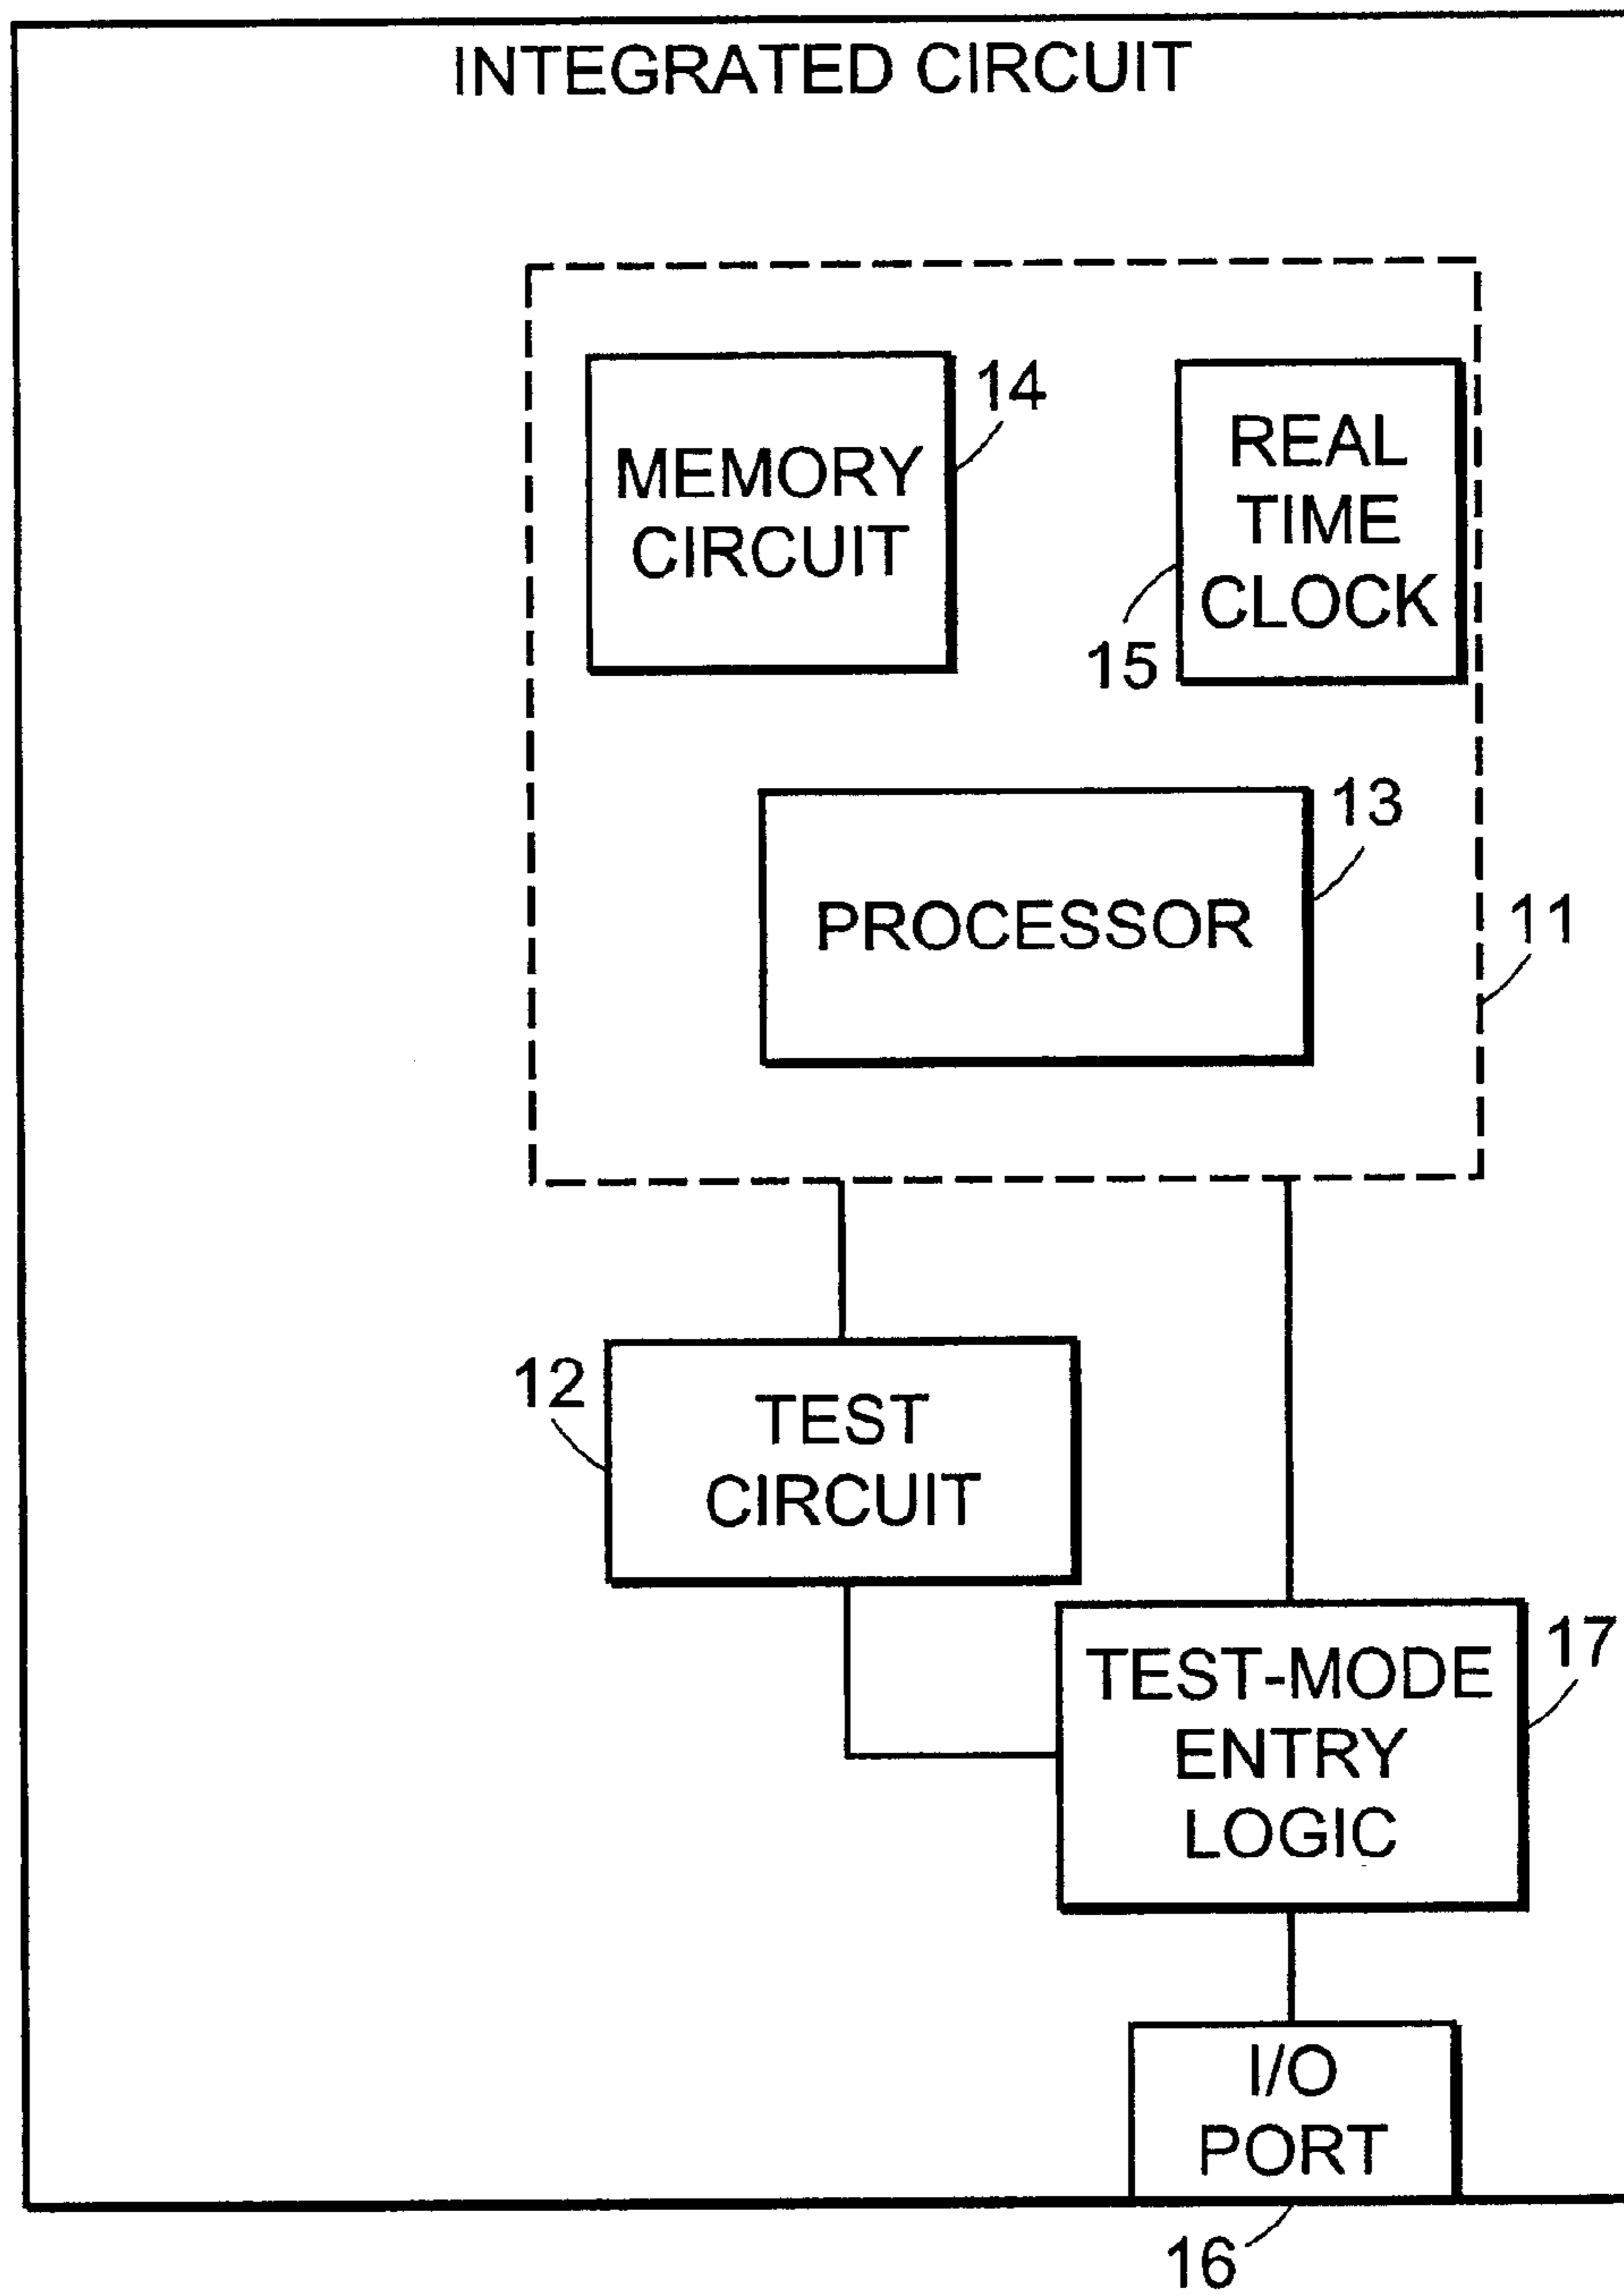 INTEGRATED CIRCUIT
14
MEMORY
CIRCUIT
REAL
TIME
CLOCK
15
13
PROCESSOR
11
12
TEST
CIRCUIT
17
TEST-MODE
ENTRY
LOGIC
I/O
PORT
16